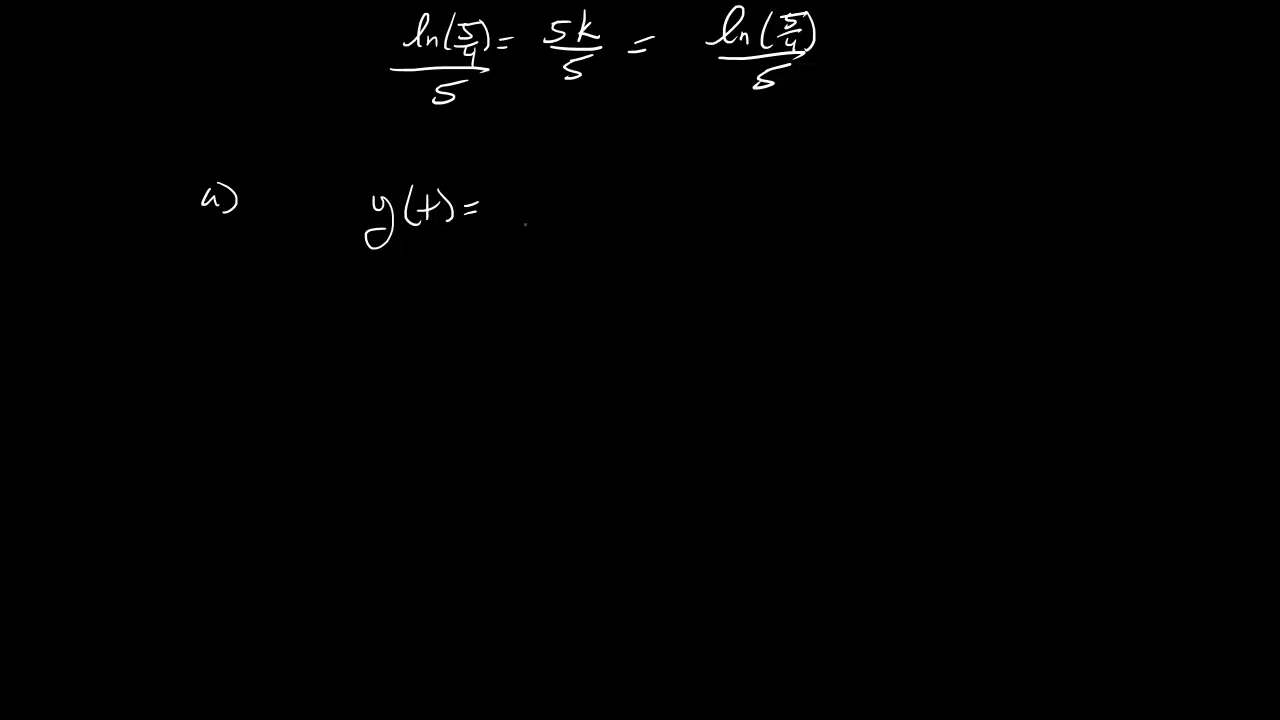 ln(5/4)/5 = 5k/5 = ln(5/4)/5
a) y(t)=